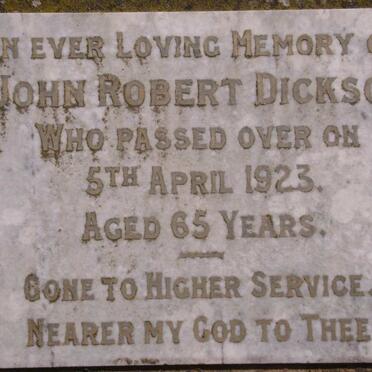 N EVER LOVING MEMORY O
JOHN ROBERT DICKSO
WHO PASSED OVER ON
5TH APRIL 1923.
AGED 65 YEARS.
GONE TO HIGHER SERVICE.
NEARER MY GOD TO THEE